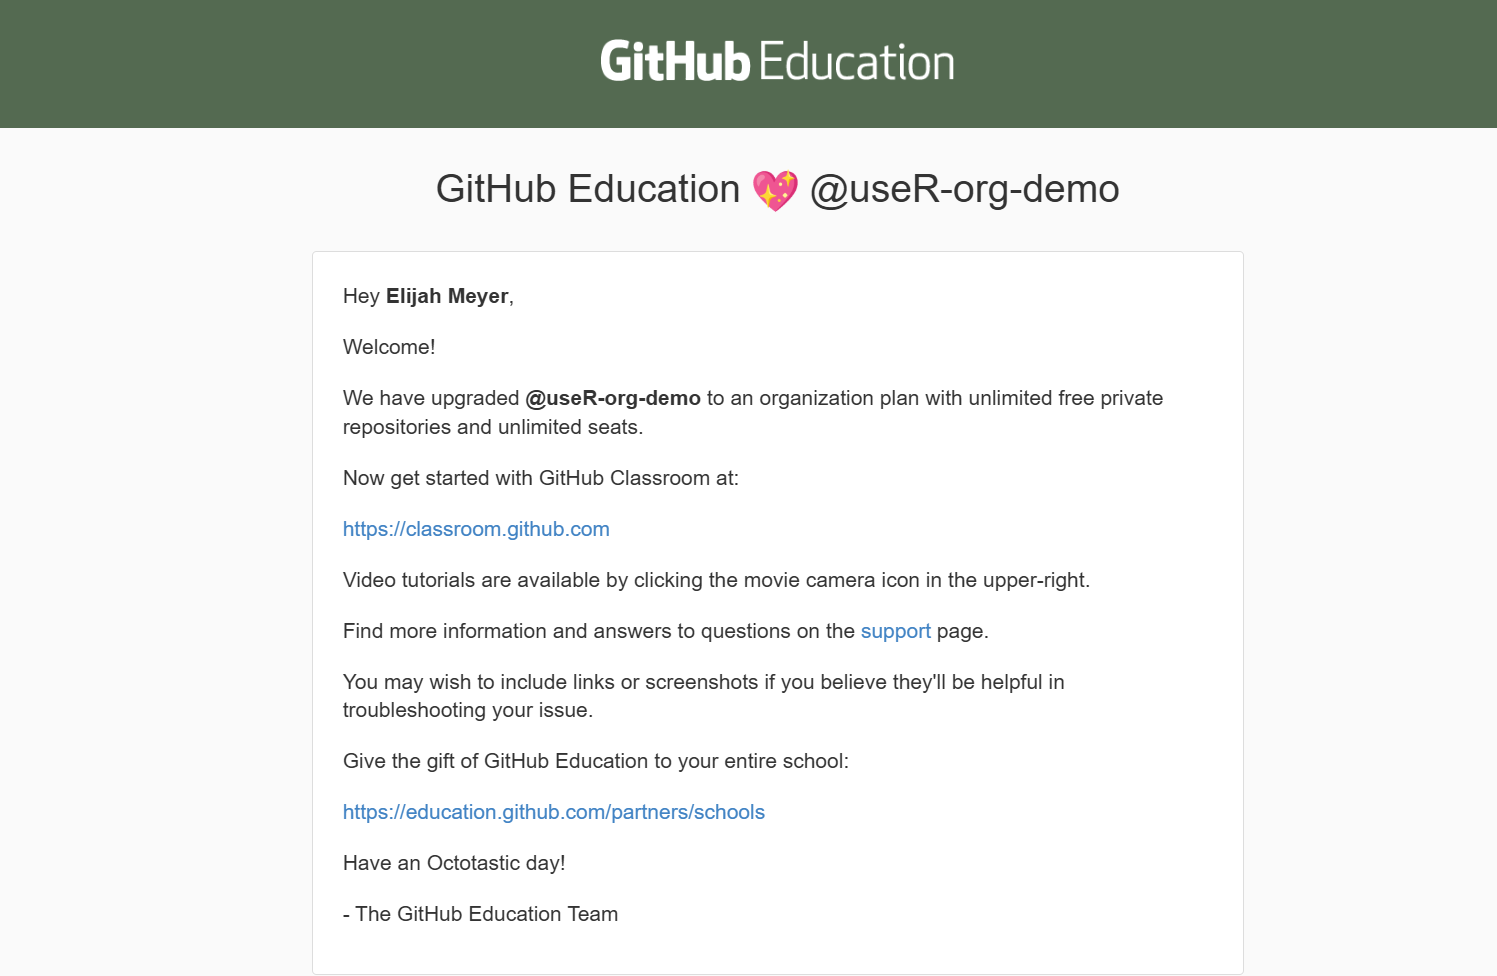 GitHub Education
GitHub Education 💖 @useR-org-demo
Hey Elijah Meyer,
Welcome!
We have upgraded @useR-org-demo to an organization plan with unlimited free private
repositories and unlimited seats.
Now get started with GitHub Classroom at:
https://classroom.github.com
Video tutorials are available by clicking the movie camera icon in the upper-right.
Find more information and answers to questions on the support page.
You may wish to include links or screenshots if you believe they'll be helpful in
troubleshooting your issue.
Give the gift of GitHub Education to your entire school:
https://education.github.com/partners/schools
Have an Octotastic day!
- The GitHub Education Team